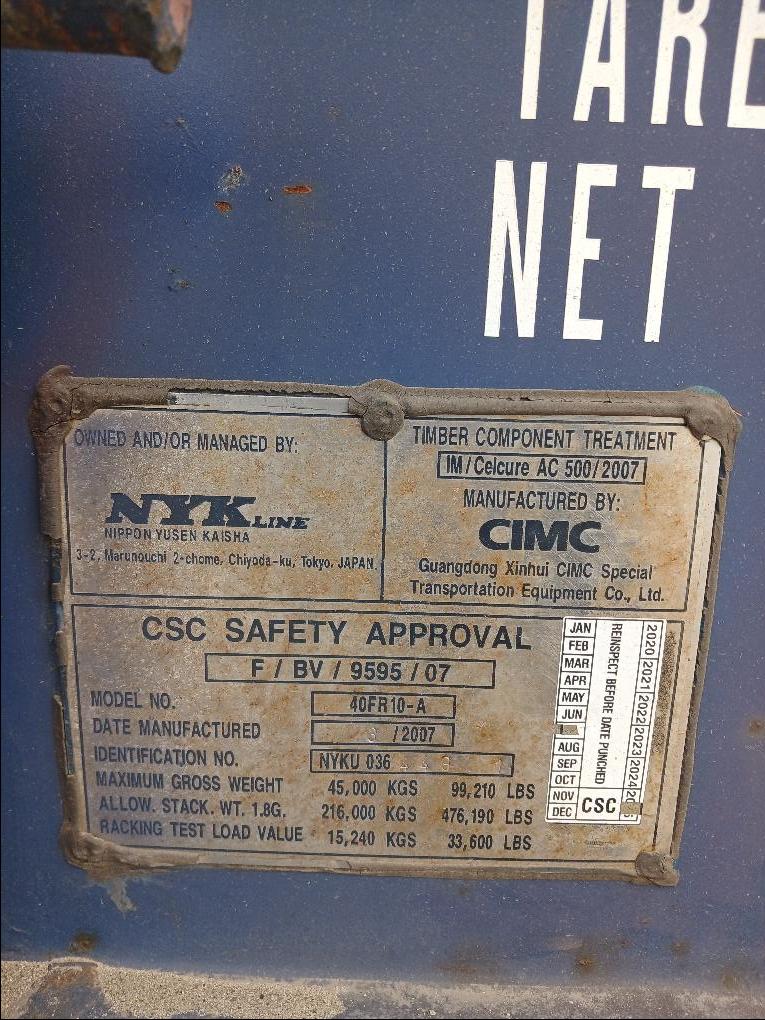 TARE
NET
OWNED AND/OR MANAGED BY:
NYK LINE
NIPPON YUSEN KAISHA
3-2, Marunouchi 2-chome, Chiyoda-ku, Tokyo, JAPAN.
TIMBER COMPONENT TREATMENT
IM/Celcure AC 500/2007
MANUFACTURED BY:
CIMC
Guangdong Xinhui CIMC Special
Transportation Equipment Co., Ltd.
CSC SAFETY APPROVAL
F / BV / 9595 / 07
MODEL NO. 40FR10-A
DATE MANUFACTURED /2007
IDENTIFICATION NO. NYKU 036
MAXIMUM GROSS WEIGHT 45,000 KGS 99,210 LBS
ALLOW. STACK. WT. 1.8G. 216,000 KGS 476,190 LBS
RACKING TEST LOAD VALUE 15,240 KGS 33,600 LBS
JAN
FEB
MAR
APR
MAY
JUN
AUG
SEP
OCT
NOV
DEC
REINSPECT BEFORE DATE PUNCHED
CSC
2020 2021 2022 2023 2024